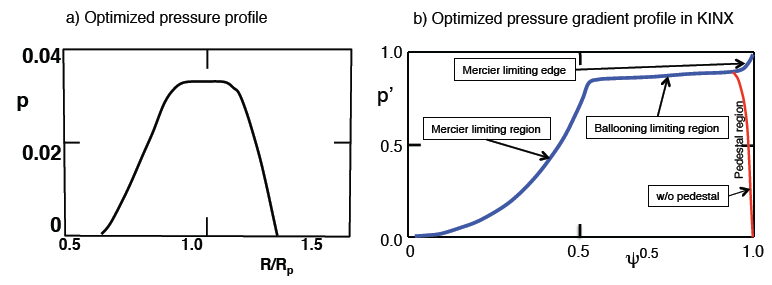 a) Optimized pressure profile
0.04
p
0.02
0
0.5
1.0
1.5
R/Rp
b) Optimized pressure gradient profile in KINX
1.0
p'
0.5
0.0
Mercier limiting edge
Mercier limiting region
Ballooning limiting region
Pedestal region
w/o pedestal
0
0.5
ψ0.5
1.0